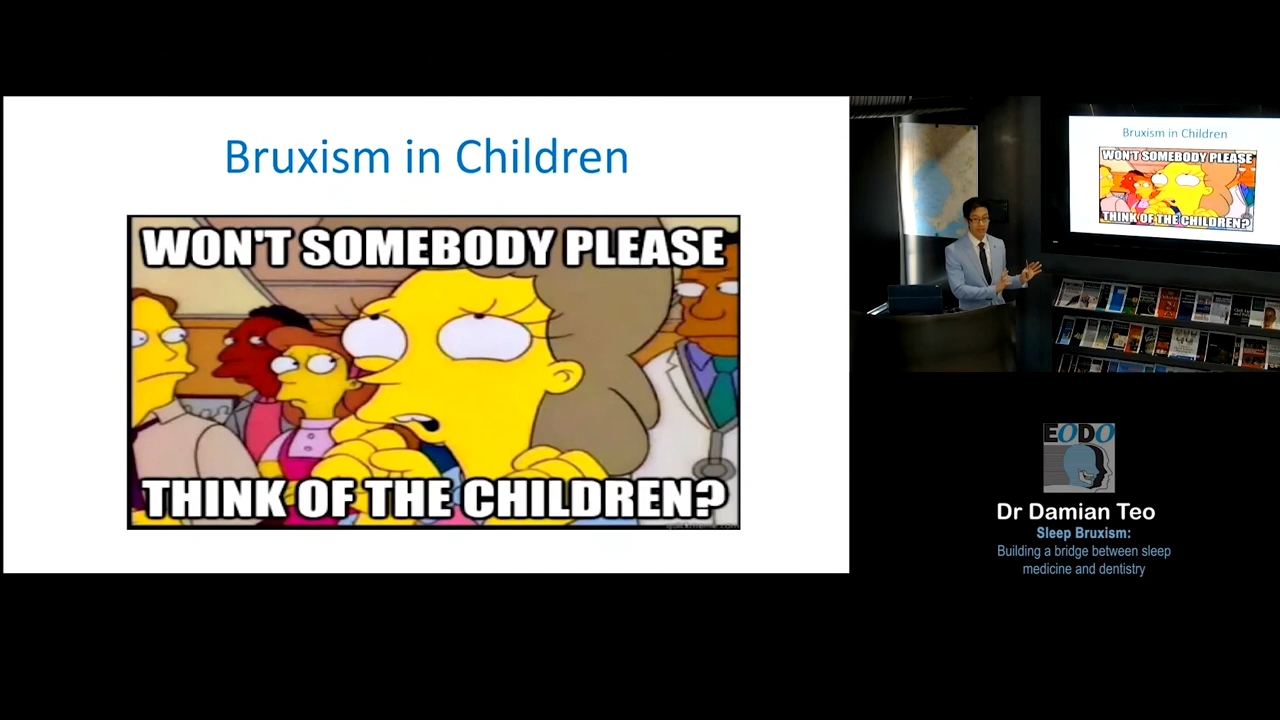 Bruxism in Children
WON'T SOMEBODY PLEASE
THINK OF THE CHILDREN?
Bruxism in Children
WON'T SOMEBODY PLEASE
THINK OF THE CHILDREN?
EODO
Dr Damian Teo
Sleep Bruxism:
Building a bridge between sleep
medicine and dentistry